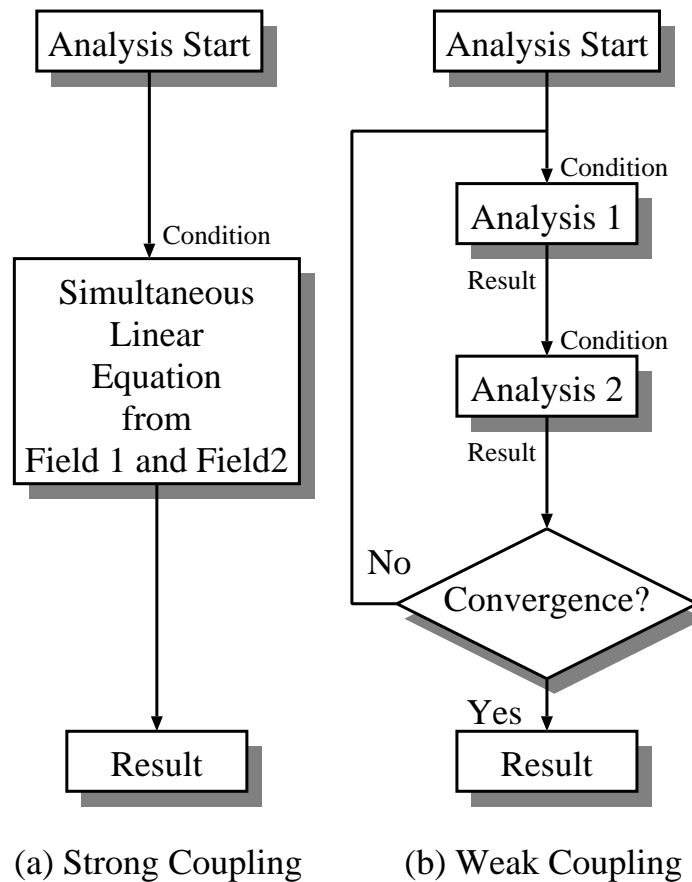 Analysis Start
Condition
Simultaneous
Linear
Equation
from
Field 1 and Field2
Result
(a) Strong Coupling
Analysis Start
Condition
Analysis 1
Result
Condition
Analysis 2
Result
No
Convergence?
Yes
Result
(b) Weak Coupling